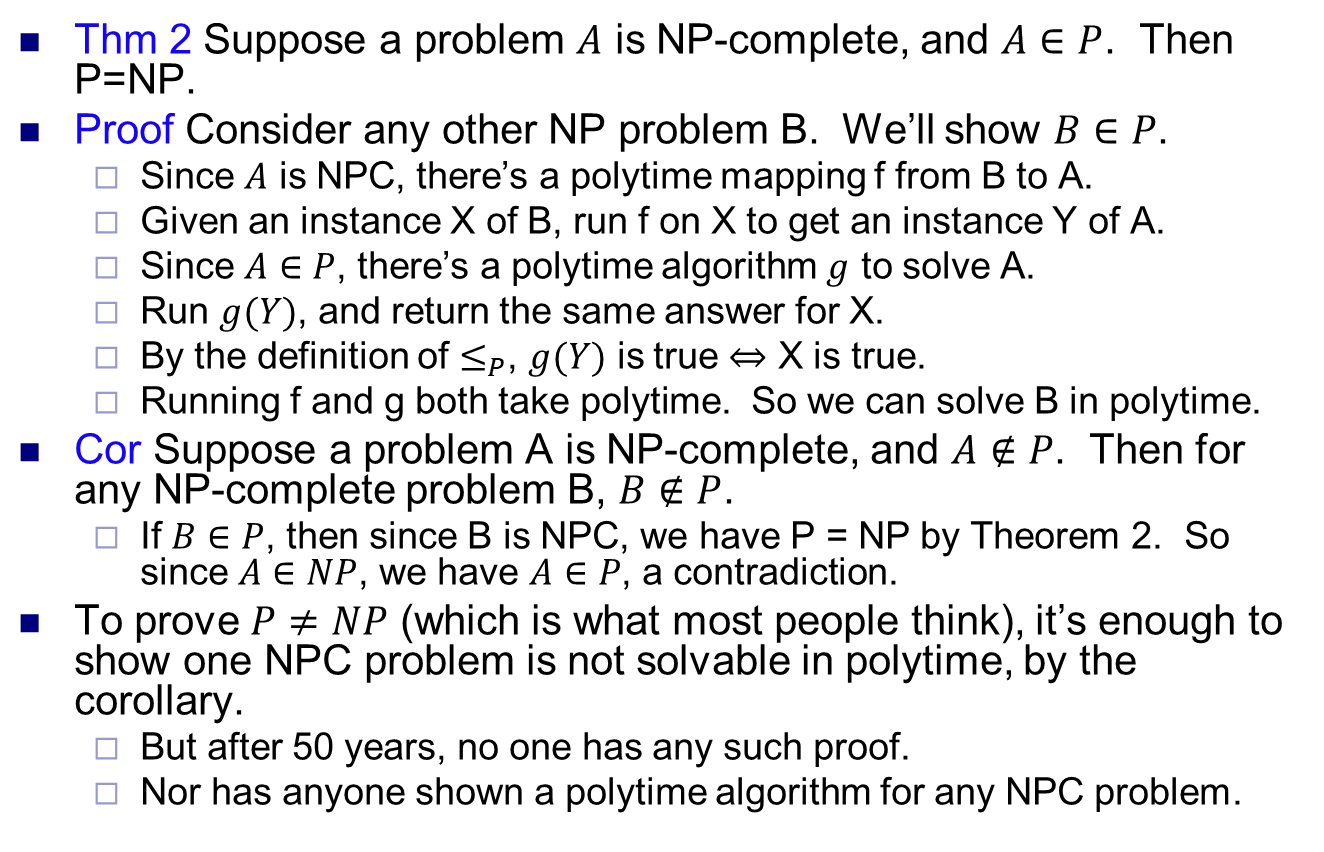 Thm 2 Suppose a problem A is NP-complete, and A ∈ P. Then
P=NP.
Proof Consider any other NP problem B. We'll show B ∈ P.
Since A is NPC, there's a polytime mapping f from B to A.
Given an instance X of B, run f on X to get an instance Y of A.
Since A ∈ P, there's a polytime algorithm g to solve A.
Run g(Y), and return the same answer for X.
By the definition of ≤P, g(Y) is true ⇔ X is true.
Running f and g both take polytime. So we can solve B in polytime.
Cor Suppose a problem A is NP-complete, and A ∉ P. Then for
any NP-complete problem B, B ∉ P.
If B ∈ P, then since B is NPC, we have P = NP by Theorem 2. So
since A ∈ NP, we have A ∈ P, a contradiction.
To prove P ≠ NP (which is what most people think), it's enough to
show one NPC problem is not solvable in polytime, by the
corollary.
But after 50 years, no one has any such proof.
Nor has anyone shown a polytime algorithm for any NPC problem.